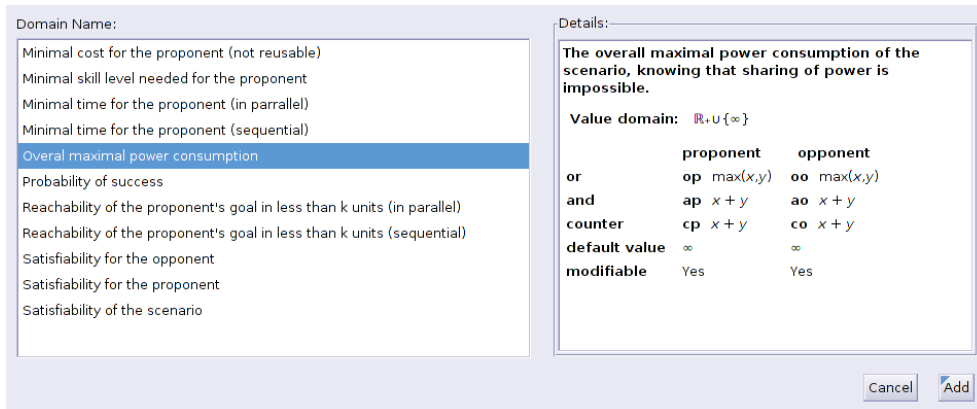 Domain Name:
Minimal cost for the proponent (not reusable)
Minimal skill level needed for the proponent
Minimal time for the proponent (in parrallel)
Minimal time for the proponent (sequential)
Overal maximal power consumption
Probability of success
Reachability of the proponent's goal in less than k units (in parallel)
Reachability of the proponent's goal in less than k units (sequential)
Satisfiability for the opponent
Satisfiability for the proponent
Satisfiability of the scenario
Details:
The overall maximal power consumption of the
scenario, knowing that sharing of power is
impossible.
Value domain: ℝ₊∪{∞}
proponent opponent
or op max(x,y) oo max(x,y)
and ap x + y ao x + y
counter cp x + y co x + y
default value ∞ ∞
modifiable Yes Yes
Cancel Add